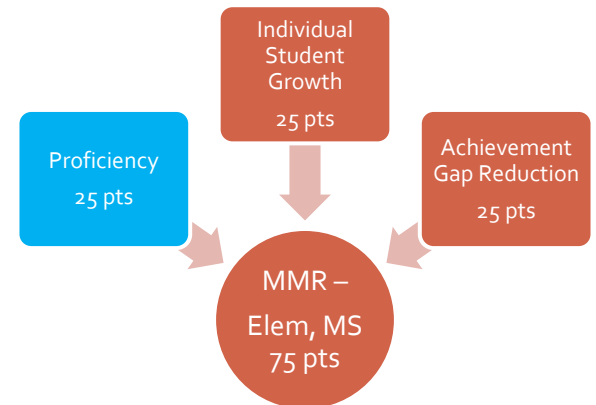 Individual
Student
Growth
25 pts
Proficiency
25 pts
Achievement
Gap Reduction
25 pts
MMR –
Elem, MS
75 pts